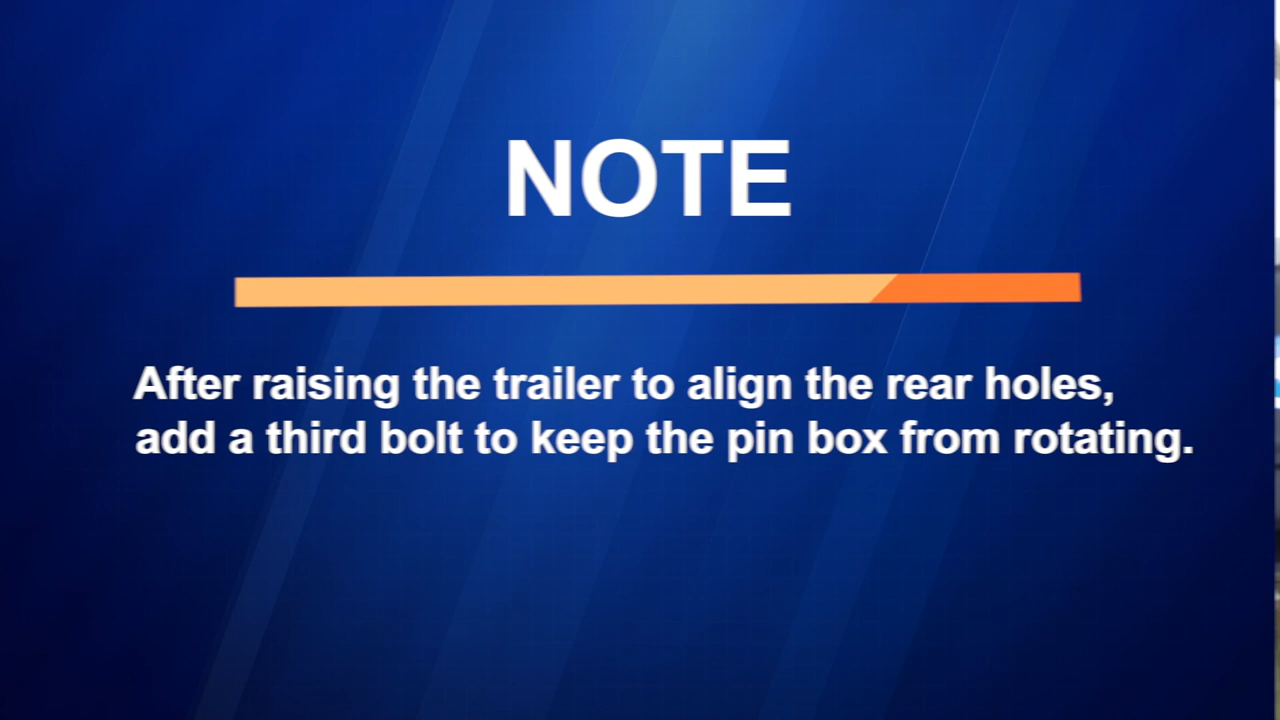 NOTE
After raising the trailer to align the rear holes,
add a third bolt to keep the pin box from rotating.